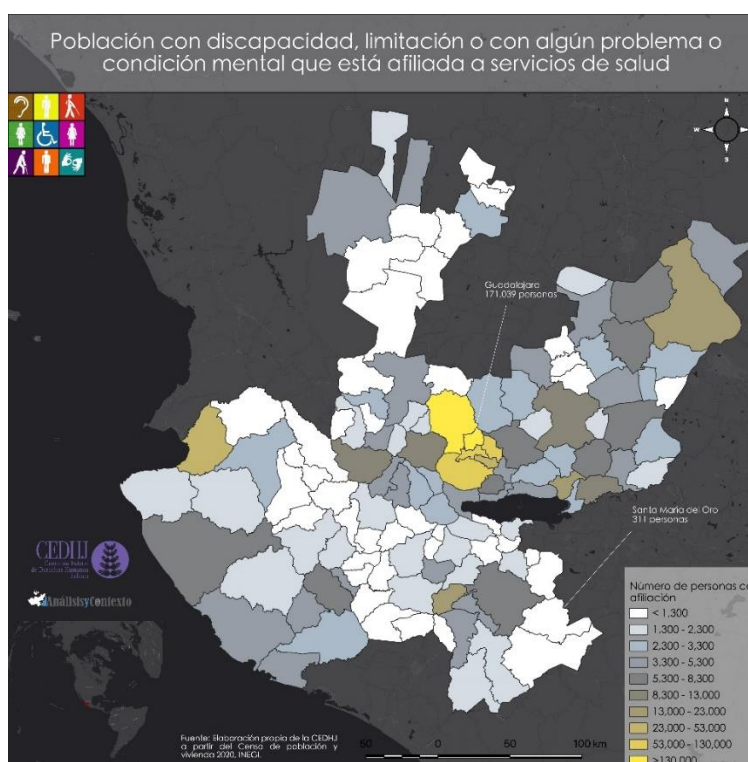 Población con discapacidad, limitación o con algún problema o
condición mental que está afiliada a servicios de salud
N
W
E
S
Guadalajara
171,039 personas
Santa María del Oro
311 personas
CEDHJ
AnálisisyContexto
Número de personas co
afiliación
< 1,300
1,300 - 2,300
2,300 - 3,300
3,300 - 5,300
5,300 - 8,300
8,300 - 13,000
13,000 - 23,000
23,000 - 53,000
53,000 - 130,000
>130,000
Fuente: Elaboración propia de la CEDHJ
a partir del Censo de población y
vivienda 2020, INEGI.
50 0 50 100 km